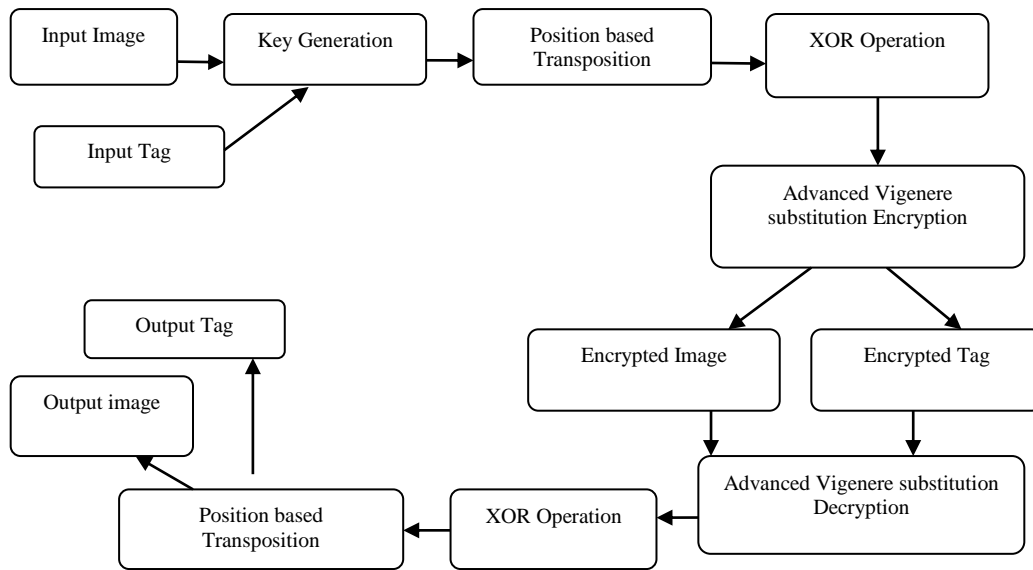 Input Image
Key Generation
Position based
Transposition
XOR Operation
Input Tag
Advanced Vigenere
substitution Encryption
Encrypted Image
Encrypted Tag
Advanced Vigenere substitution
Decryption
XOR Operation
Position based
Transposition
Output image
Output Tag